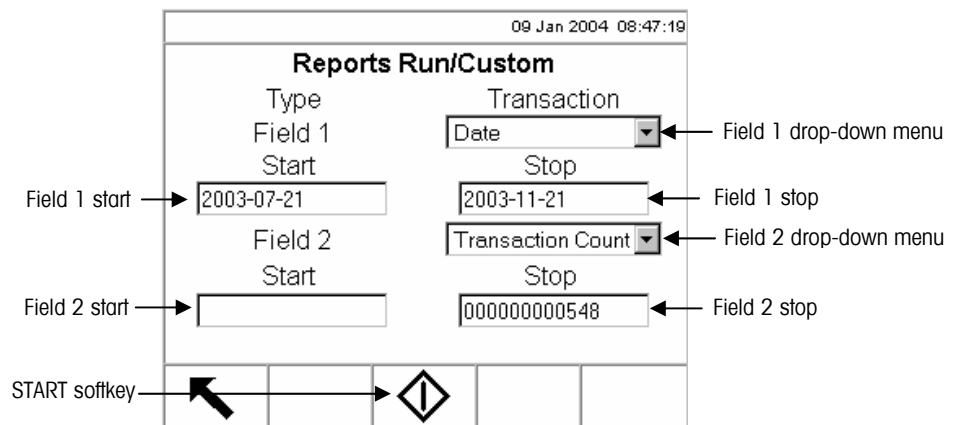 09 Jan 2004 08:47:19
Reports Run/Custom
Type Transaction
Field 1 Date Field 1 drop-down menu
Start Stop
Field 1 start 2003-07-21 2003-11-21 Field 1 stop
Field 2 Transaction Count Field 2 drop-down menu
Start Stop
Field 2 start 000000000548 Field 2 stop
START softkey